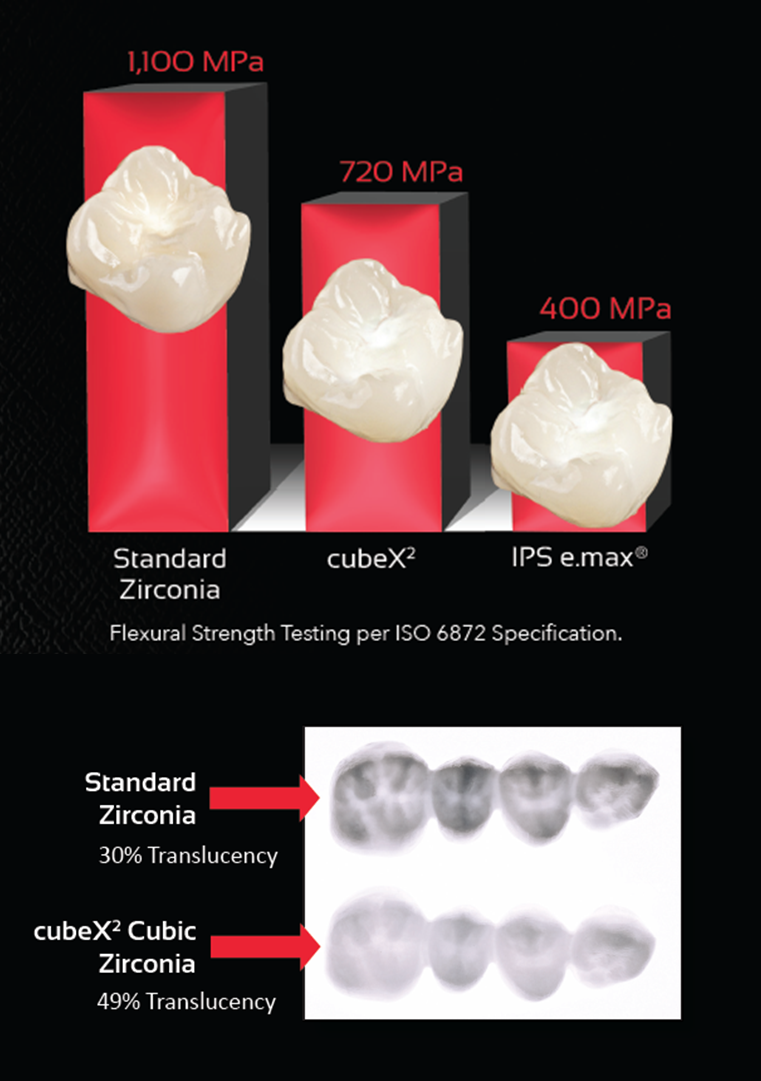 1,100 MPa
720 MPa
400 MPa
Standard
Zirconia
cubeX²
IPS e.max®
Flexural Strength Testing per ISO 6872 Specification.
Standard
Zirconia
30% Translucency
cubeX² Cubic
Zirconia
49% Translucency